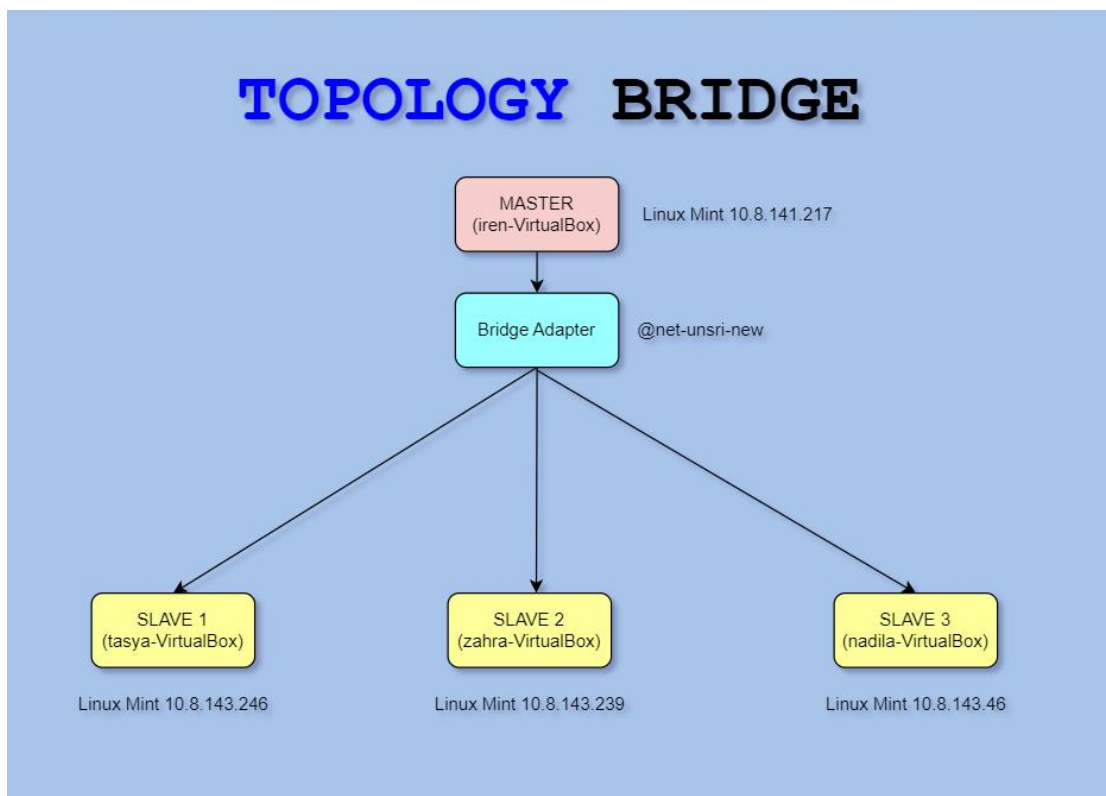 TOPOLOGY BRIDGE
MASTER
(iren-VirtualBox)
Linux Mint 10.8.141.217
Bridge Adapter
@net-unsri-new
SLAVE 1
(tasya-VirtualBox)
SLAVE 2
(zahra-VirtualBox)
SLAVE 3
(nadila-VirtualBox)
Linux Mint 10.8.143.246
Linux Mint 10.8.143.239
Linux Mint 10.8.143.46